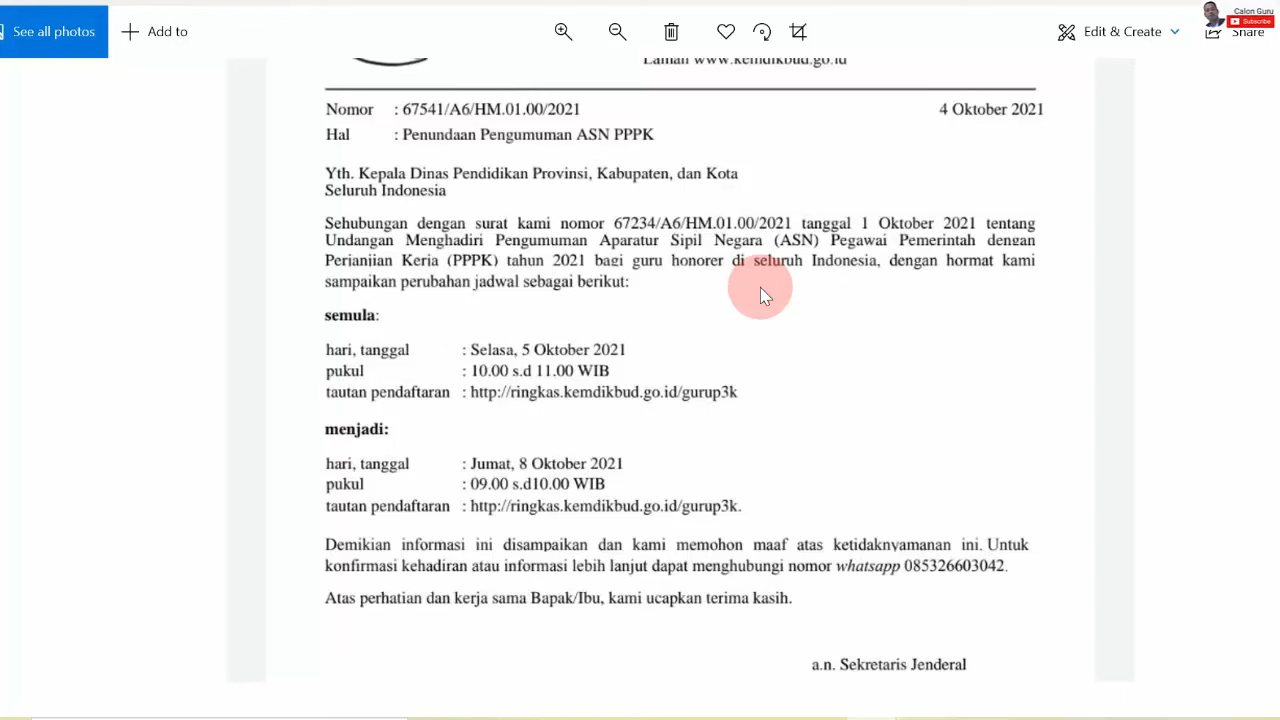 See all photos
Add to
Edit & Create
Share
Calon Guru
Subscribe
Laman www.kemdikbud.go.id
Nomor : 67541/A6/HM.01.00/2021 4 Oktober 2021
Hal : Penundaan Pengumuman ASN PPPK
Yth. Kepala Dinas Pendidikan Provinsi, Kabupaten, dan Kota
Seluruh Indonesia
Sehubungan dengan surat kami nomor 67234/A6/HM.01.00/2021 tanggal 1 Oktober 2021 tentang
Undangan Menghadiri Pengumuman Aparatur Sipil Negara (ASN) Pegawai Pemerintah dengan
Perjanjian Kerja (PPPK) tahun 2021 bagi guru honorer di seluruh Indonesia, dengan hormat kami
sampaikan perubahan jadwal sebagai berikut:
semula:
hari, tanggal : Selasa, 5 Oktober 2021
pukul : 10.00 s.d 11.00 WIB
tautan pendaftaran : http://ringkas.kemdikbud.go.id/gurup3k
menjadi:
hari, tanggal : Jumat, 8 Oktober 2021
pukul : 09.00 s.d10.00 WIB
tautan pendaftaran : http://ringkas.kemdikbud.go.id/gurup3k.
Demikian informasi ini disampaikan dan kami memohon maaf atas ketidaknyamanan ini. Untuk
konfirmasi kehadiran atau informasi lebih lanjut dapat menghubungi nomor whatsapp 085326603042.
Atas perhatian dan kerja sama Bapak/Ibu, kami ucapkan terima kasih.
a.n. Sekretaris Jenderal